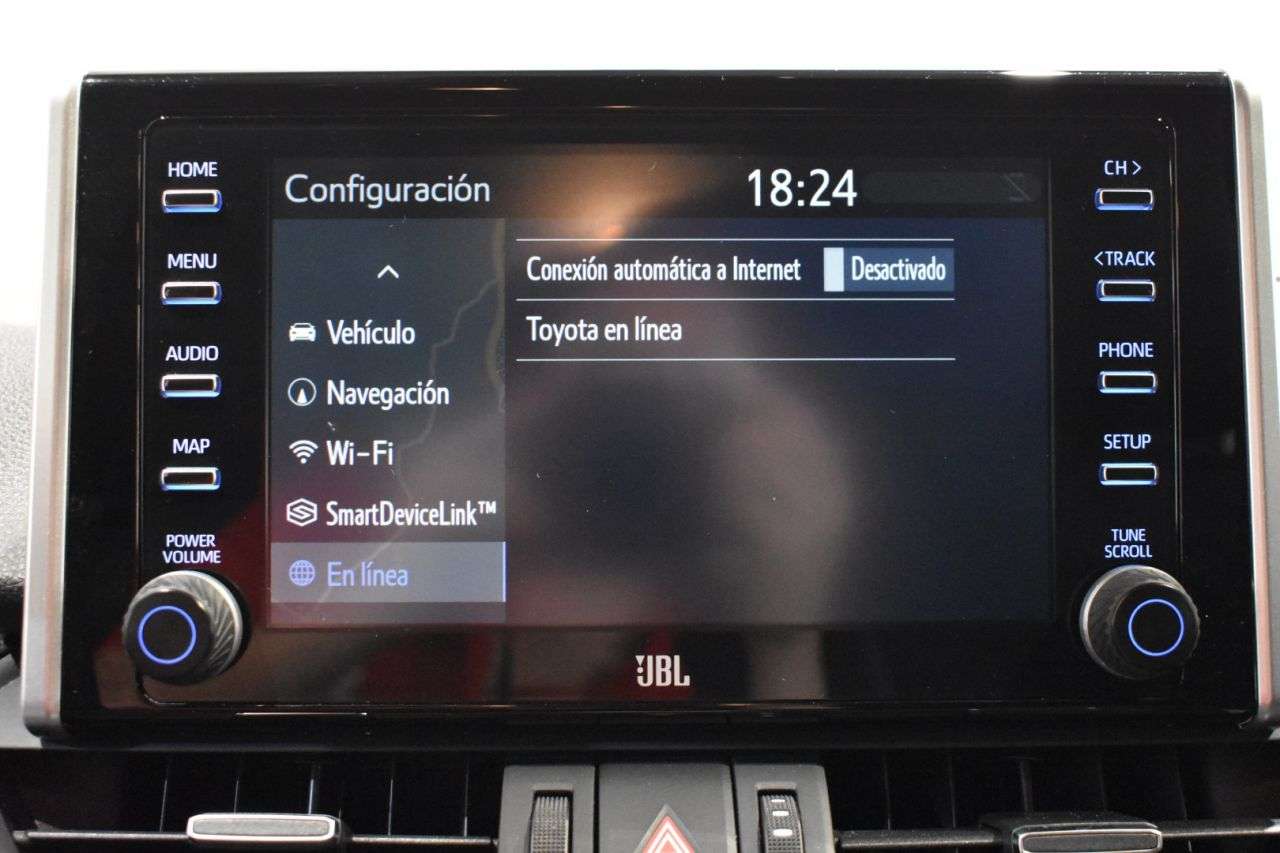 HOME
MENU
AUDIO
MAP
POWER
VOLUME
Configuración 18:24
Vehículo
Navegación
Wi-Fi
SmartDeviceLink™
En línea
Conexión automática a Internet Desactivado
Toyota en línea
CH >
<TRACK
PHONE
SETUP
TUNE
SCROLL
JBL